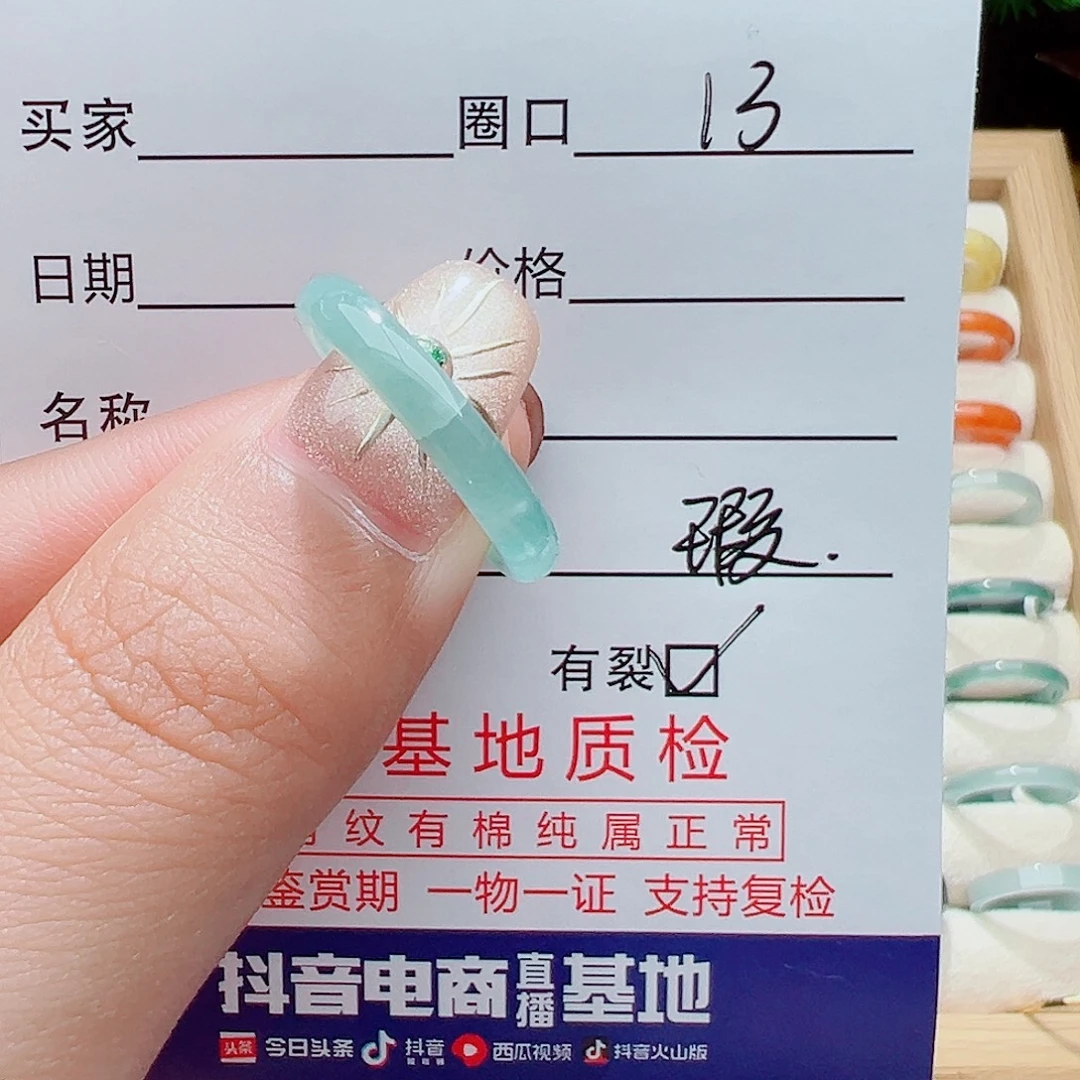 买家 圈口 13
日期 价格
名称
瑕.
有裂
基地质检
纹有棉纯属正常
鉴赏期 一物一证 支持复检
抖音电商直播基地
头条 今日头条 抖音 西瓜视频 抖音火山版